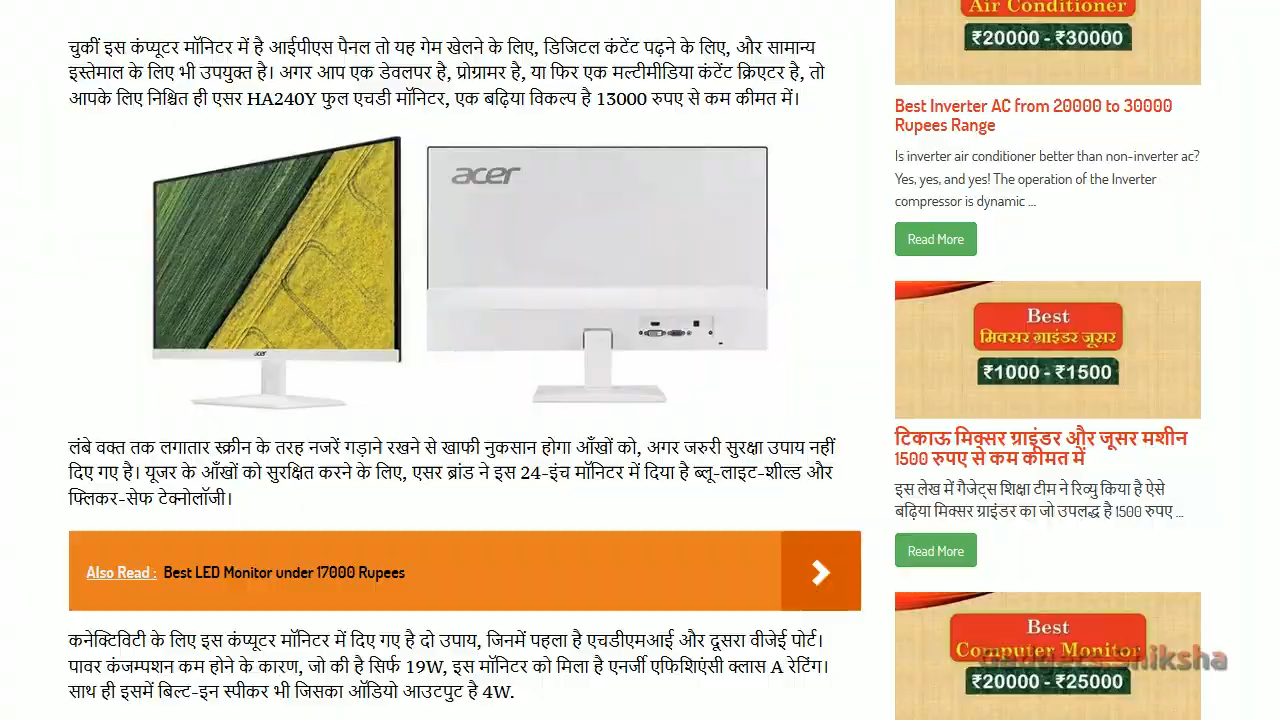 चुकीं इस कंप्यूटर मॉनिटर में है आईपीएस पैनल तो यह गेम खेलने के लिए, डिजिटल कंटेंट पढ़ने के लिए, और सामान्य
इस्तेमाल के लिए भी उपयुक्त है। अगर आप एक डेवलपर है, प्रोग्रामर है, या फिर एक मल्टीमीडिया कंटेंट क्रिएटर है, तो
आपके लिए निश्चित ही एसर HA240Y फुल एचडी मॉनिटर, एक बढ़िया विकल्प है 13000 रुपए से कम कीमत में।
acer
acer
लंबे वक्त तक लगातार स्क्रीन के तरह नजरें गड़ाने रखने से खाफी नुकसान होगा आँखों को, अगर जरुरी सुरक्षा उपाय नहीं
दिए गए है। यूजर के आँखों को सुरक्षित करने के लिए, एसर ब्रांड ने इस 24-इंच मॉनिटर में दिया है ब्लू-लाइट-शील्ड और
फ्लिकर-सेफ टेक्नोलॉजी।
Also Read : Best LED Monitor under 17000 Rupees
कनेक्टिविटी के लिए इस कंप्यूटर मॉनिटर में दिए गए है दो उपाय, जिनमें पहला है एचडीएमआई और दूसरा वीजेई पोर्ट।
पावर कंजम्पशन कम होने के कारण, जो की है सिर्फ 19W, इस मॉनिटर को मिला है एनर्जी एफिशिएंसी क्लास A रेटिंग।
साथ ही इसमें बिल्ट-इन स्पीकर भी जिसका ऑडियो आउटपुट है 4W.
Air Conditioner
₹20000 - ₹30000
Best Inverter AC from 20000 to 30000
Rupees Range
Is inverter air conditioner better than non-inverter ac?
Yes, yes, and yes! The operation of the Inverter
compressor is dynamic ...
Read More
Best
मिक्सर ग्राइंडर जूसर
₹1000 - ₹1500
टिकाऊ मिक्सर ग्राइंडर और जूसर मशीन
1500 रुपए से कम कीमत में
इस लेख में गैजेट्स शिक्षा टीम ने रिव्यु किया है ऐसे
बढ़िया मिक्सर ग्राइंडर का जो उपलद्ध है 1500 रुपए ...
Read More
Best
Computer Monitor
Gadgets Shiksha
₹20000 - ₹25000